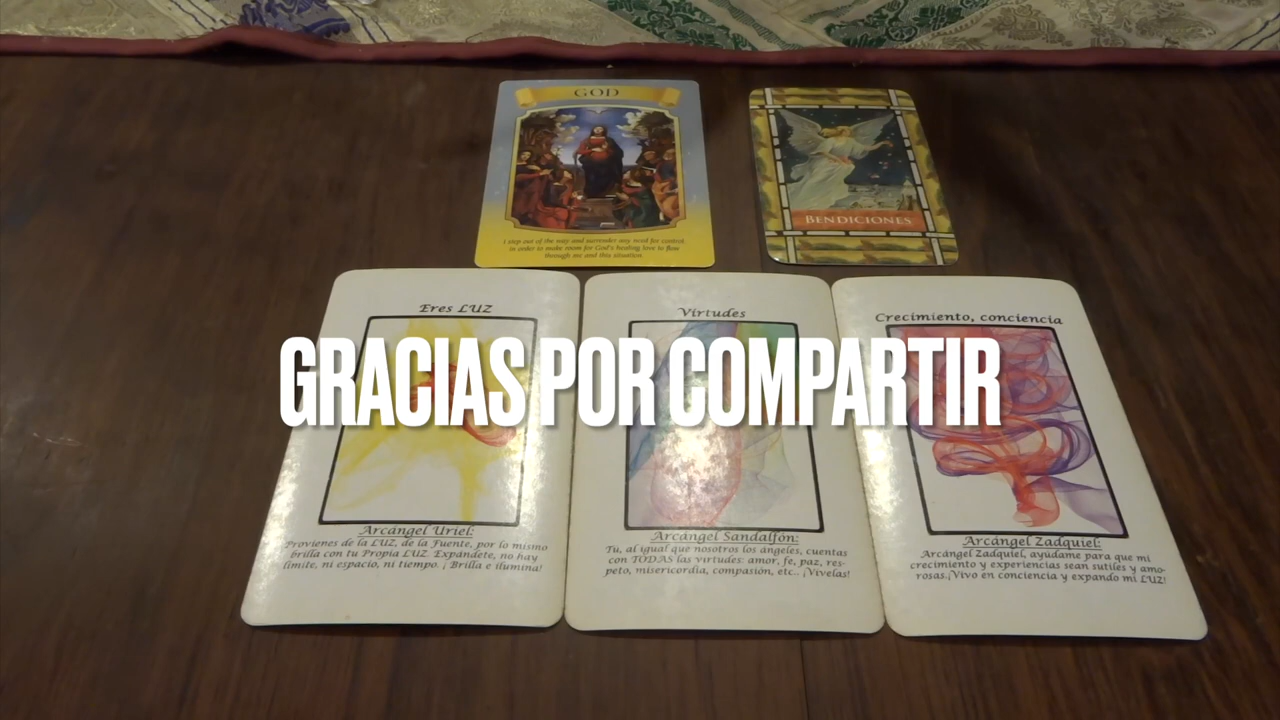 GOD
I step out of the way and surrender any need for control
in order to make room for God's healing love to flow
through me and this situation.
BENDICIONES
Eres LUZ
Virtudes
Crecimiento, conciencia
GRACIAS POR COMPARTIR
Arcángel Uriel:
Provienes de la LUZ, de la Fuente, por lo mismo
brilla con tu Propia LUZ. Expándete, no hay
límite, ni espacio, ni tiempo. ¡Brilla e ilumina!
Arcángel Sandalfón:
Tú, al igual que nosotros los ángeles, cuentas
con TODAS las virtudes: amor, fe, paz, res-
peto, misericordia, compasión, etc.. ¡Vívelas!
Arcángel Zadquiel:
Arcángel Zadquiel, ayúdame para que mi
crecimiento y experiencias sean sutiles y amo-
rosas.¡Vivo en conciencia y expando mi LUZ!